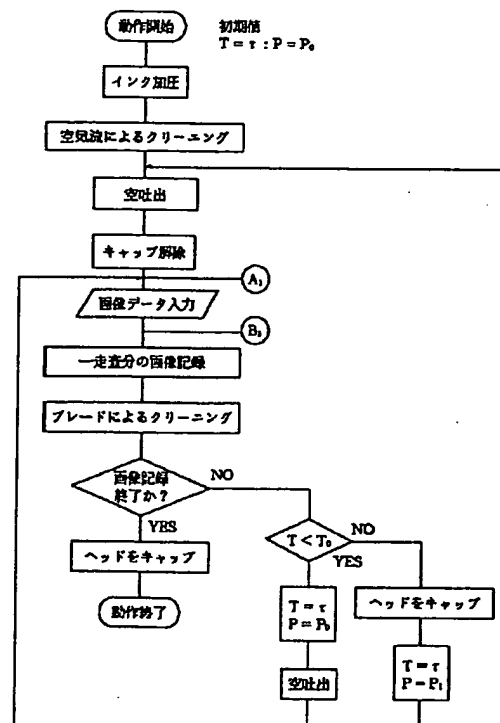 動作開始
初期値
T=τ:P=P₀
インク加圧
空気流によるクリーニング
空吐出
キャップ解除
A₁
画像データ入力
B₁
一走査分の画像記録
ブレードによるクリーニング
画像記録
終了か?
NO
YES
T<T₀
NO
YES
ヘッドをキャップ
T=τ
P=P₀
ヘッドをキャップ
動作終了
空吐出
T=τ
P=P₁